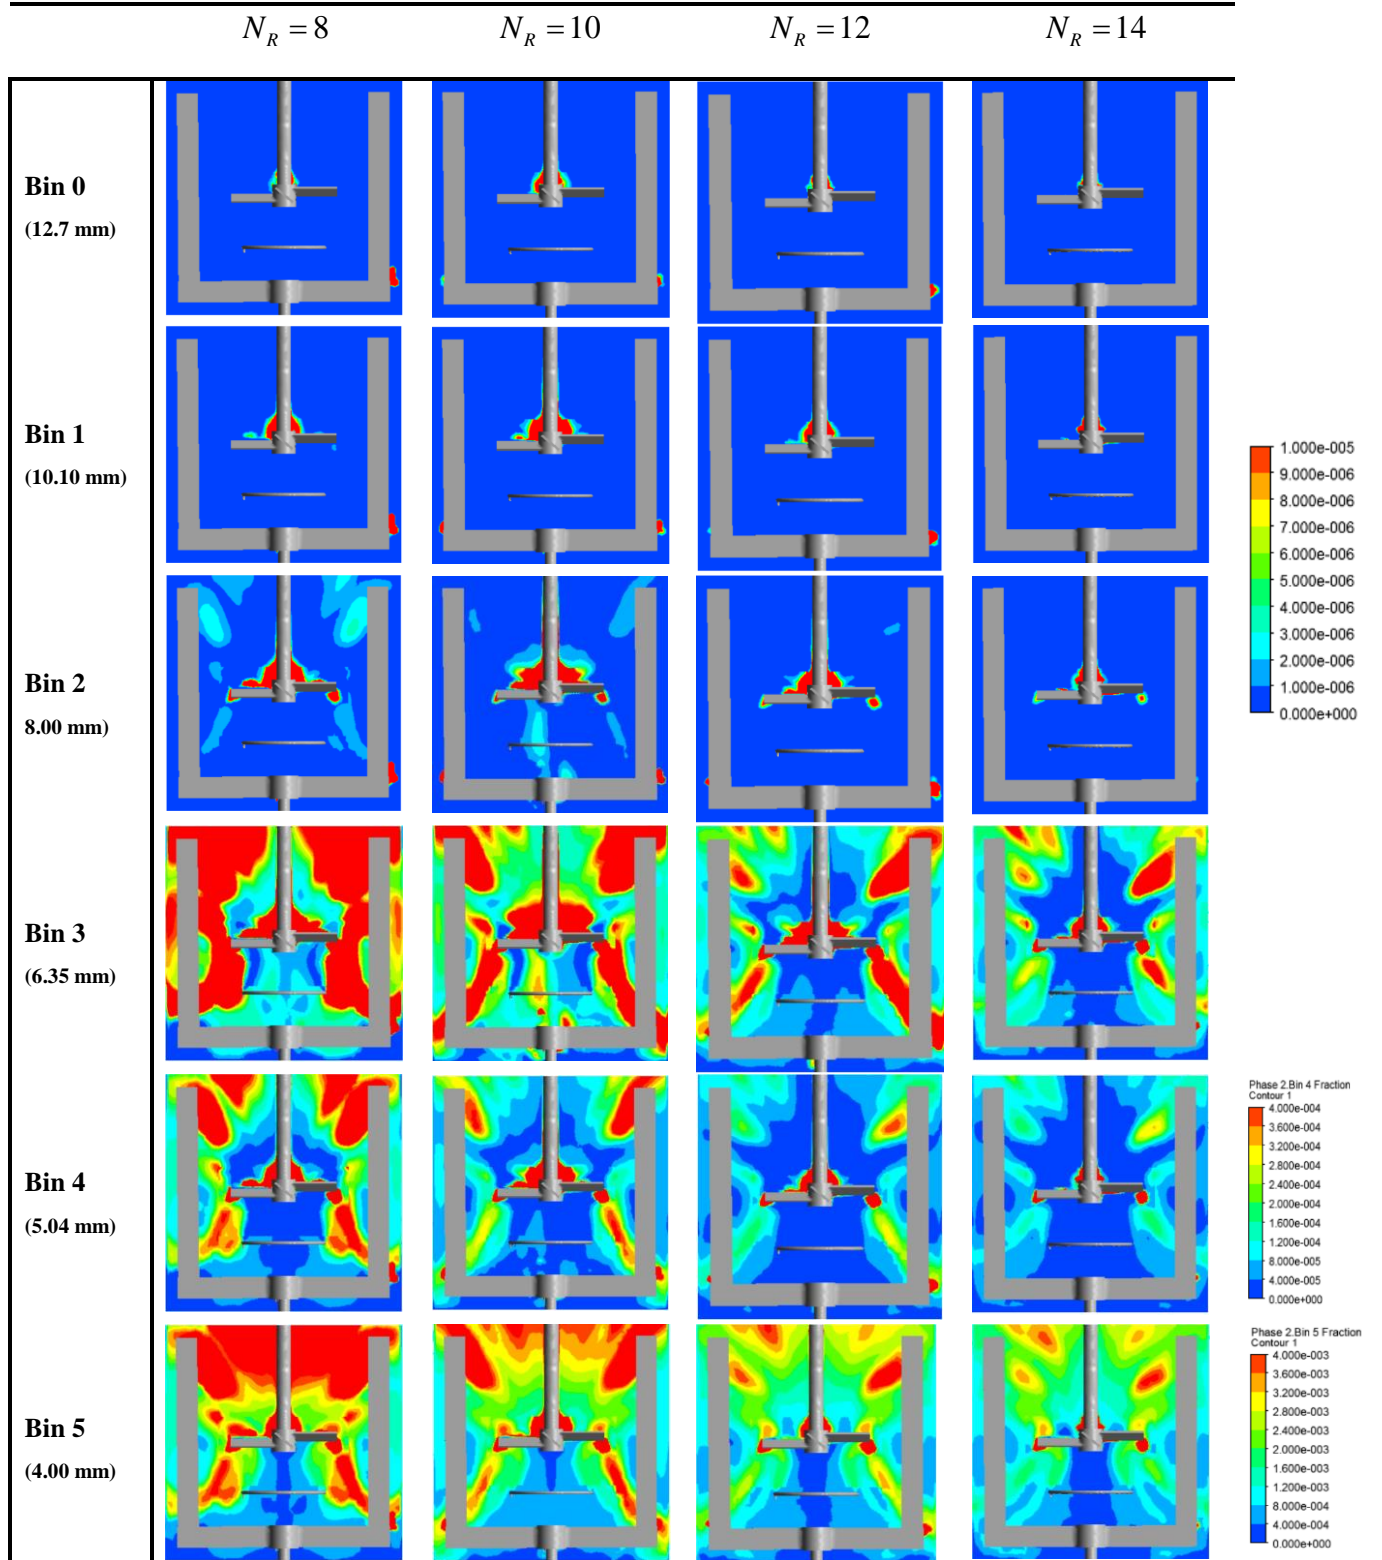 N_R = 8 N_R = 10 N_R = 12 N_R = 14
Bin 0
(12.7 mm)
Bin 1
(10.10 mm)
1.000e-005
9.000e-006
8.000e-006
7.000e-006
6.000e-006
5.000e-006
4.000e-006
3.000e-006
2.000e-006
1.000e-006
0.000e+000
Bin 2
8.00 mm)
Bin 3
(6.35 mm)
Bin 4
(5.04 mm)
Phase 2.Bin 4 Fraction
Contour 1
4.000e-004
3.600e-004
3.200e-004
2.800e-004
2.400e-004
2.000e-004
1.600e-004
1.200e-004
8.000e-005
4.000e-005
0.000e+000
Bin 5
(4.00 mm)
Phase 2.Bin 5 Fraction
Contour 1
4.000e-003
3.600e-003
3.200e-003
2.800e-003
2.400e-003
2.000e-003
1.600e-003
1.200e-003
8.000e-004
4.000e-004
0.000e+000